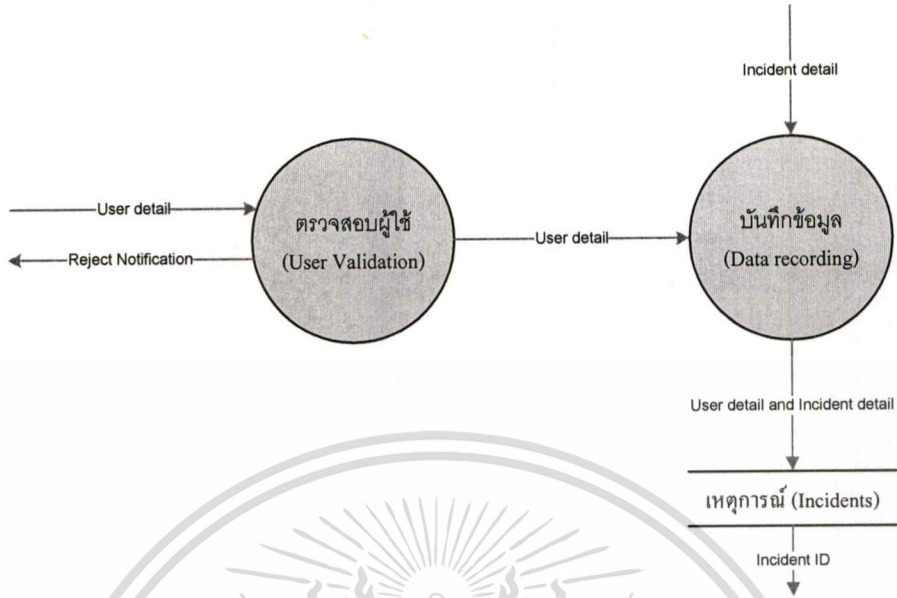 Incident detail
User detail
Reject Notification
ตรวจสอบผู้ใช้
(User Validation)
User detail
บันทึกข้อมูล
(Data recording)
User detail and Incident detail
เหตุการณ์ (Incidents)
Incident ID